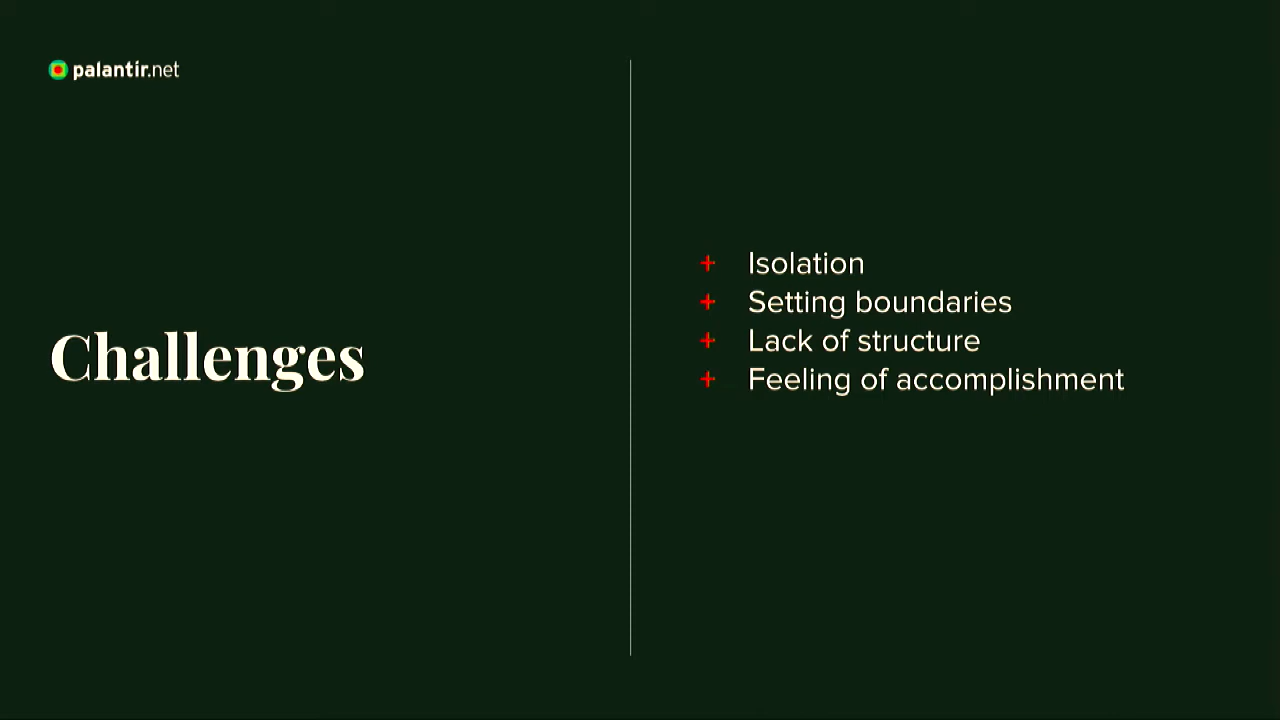 palantir.net
Challenges
+ Isolation
+ Setting boundaries
+ Lack of structure
+ Feeling of accomplishment